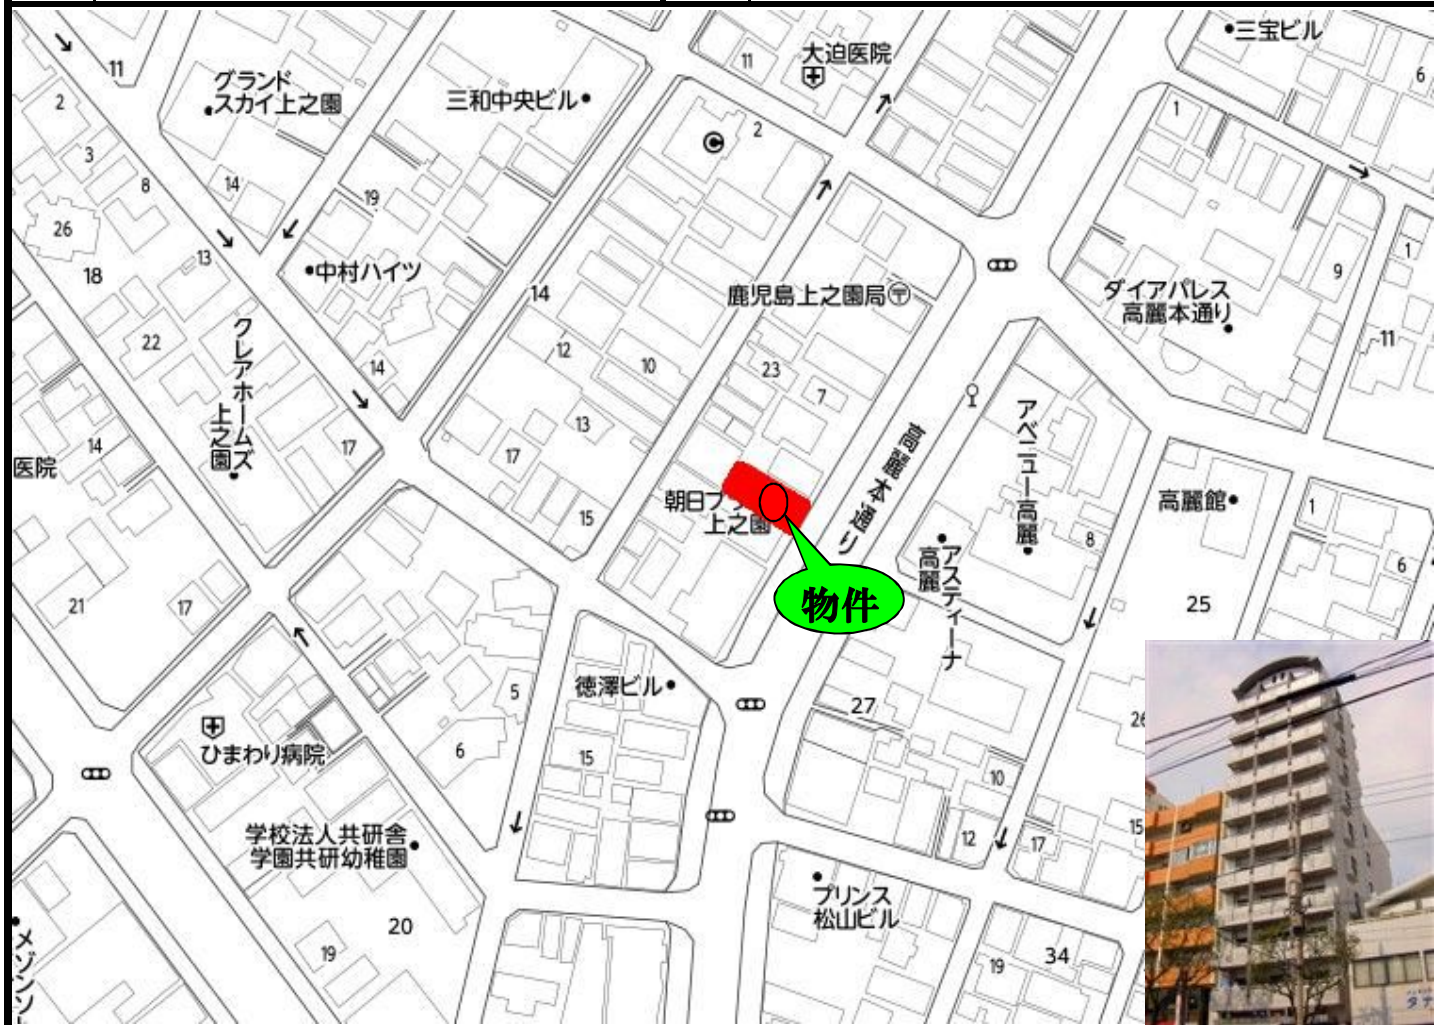 三宝ビル
大迫医院
11
11
6
グランド
スカイ上之園
三和中央ビル
2
1
2
3
8
14
19
26
18
13
中村ハイツ
14
鹿児島上之園局〒
ダイアパレス
高麗本通り
1
9
11
22
クレアホームズ
上之園
12
10
23
7
14
13
17
14
17
医院
高麗本通り
アベニュー高麗
高麗館
1
15
朝日プ
上之園
8
アスティーナ
高麗
6
物件
25
21
17
5
徳澤ビル
27
26
ひまわり病院
6
15
10
学校法人共研舎
学園共研幼稚園
12
17
15
プリンス
松山ビル
20
19
19
34
メゾンソ
タナ